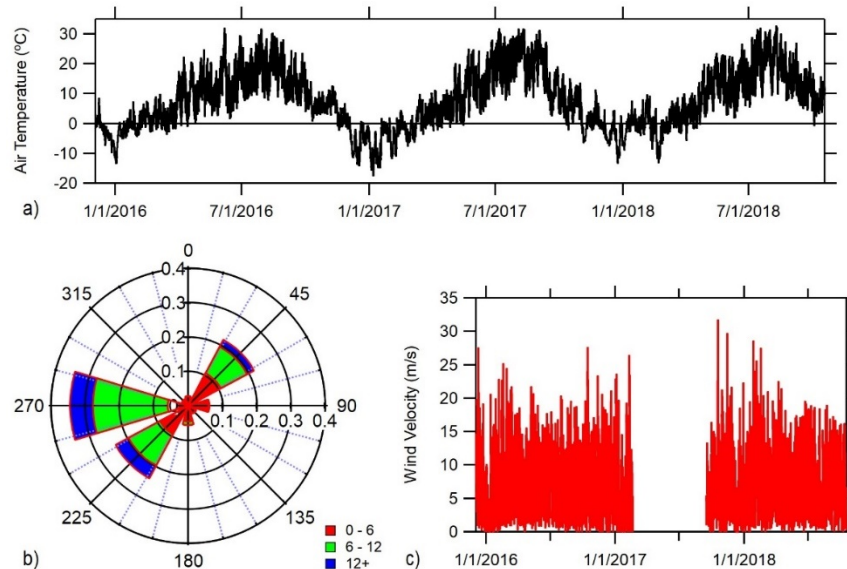 30
20
10
0
-10
-20
Air Temperature (ºC)
a)
1/1/2016 7/1/2016 1/1/2017 7/1/2017 1/1/2018 7/1/2018
0
45
90
135
180
225
270
315
0.4
0.3
0.2
0.1
0
0.1 0.2 0.3 0.4
0 - 6
6 - 12
12+
b)
35
30
25
20
15
10
5
0
Wind Velocity (m/s)
1/1/2016 1/1/2017 1/1/2018
c)